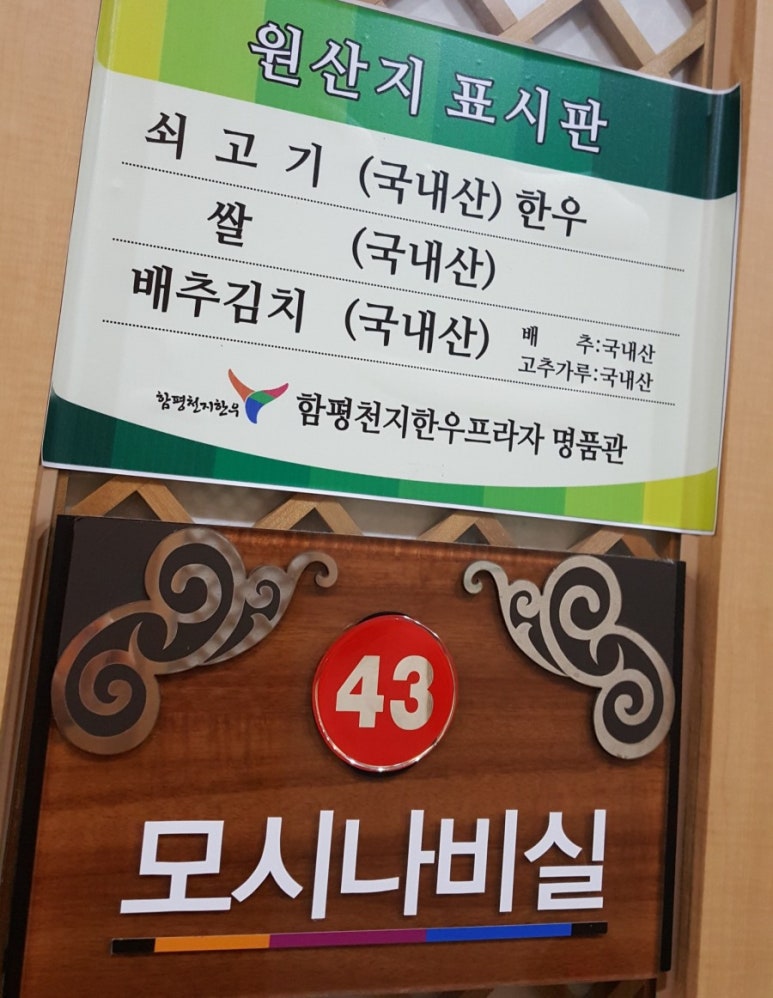 원산지 표시판
쇠고기 (국내산) 한우
쌀 (국내산)
배추김치 (국내산) 배 추:국내산
고추가루:국내산
함평천지한우 함평천지한우프라자 명품관
43
모시나비실